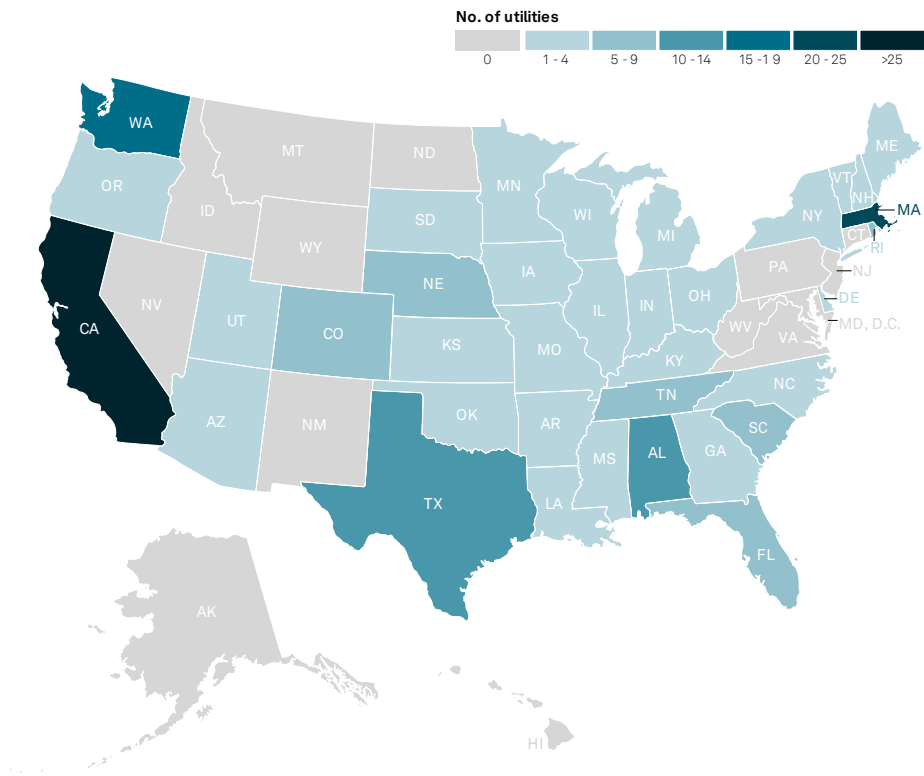 No. of utilities
0 1 - 4 5 - 9 10 - 14 15 -1 9 20 - 25 >25
WA
ME
MT
ND
VT
OR
MN
NH
ID
SD
WI
NY
MA
MI
CT
RI
WY
IA
PA
NJ
NE
OH
DE
NV
UT
IL
IN
MD, D.C.
CA
CO
WV
VA
KS
MO
KY
NC
TN
AZ
NM
OK
AR
SC
MS
AL
GA
TX
LA
FL
AK
HI